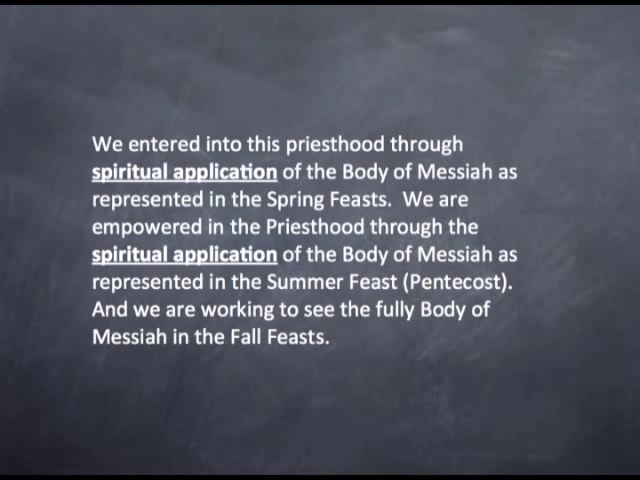 We entered into this priesthood through
spiritual application of the Body of Messiah as
represented in the Spring Feasts.  We are
empowered in the Priesthood through the
spiritual application of the Body of Messiah as
represented in the Summer Feast (Pentecost).
And we are working to see the fully Body of
Messiah in the Fall Feasts.